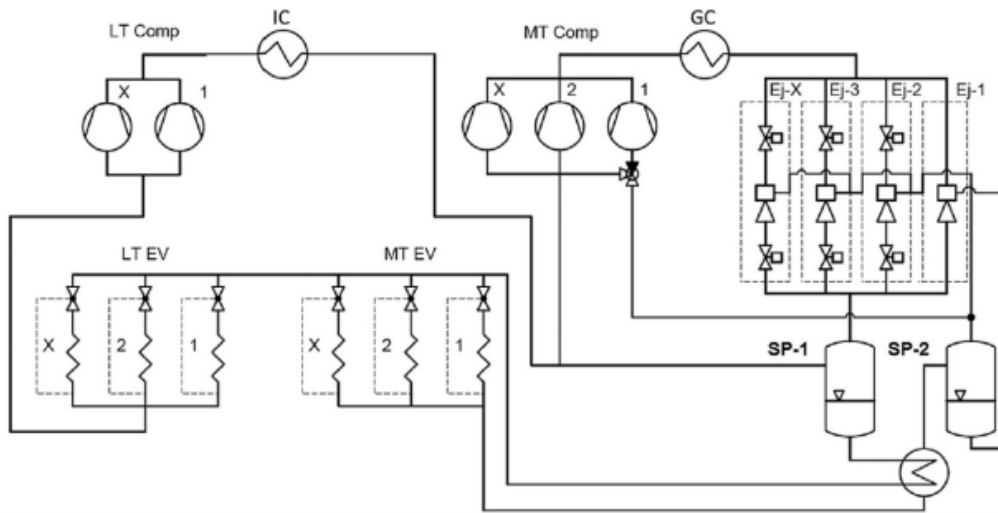 LT Comp
IC
MT Comp
GC
X
1
X
2
1
Ej-X
Ej-3
Ej-2
Ej-1
LT EV
MT EV
X
2
1
X
2
1
SP-1
SP-2